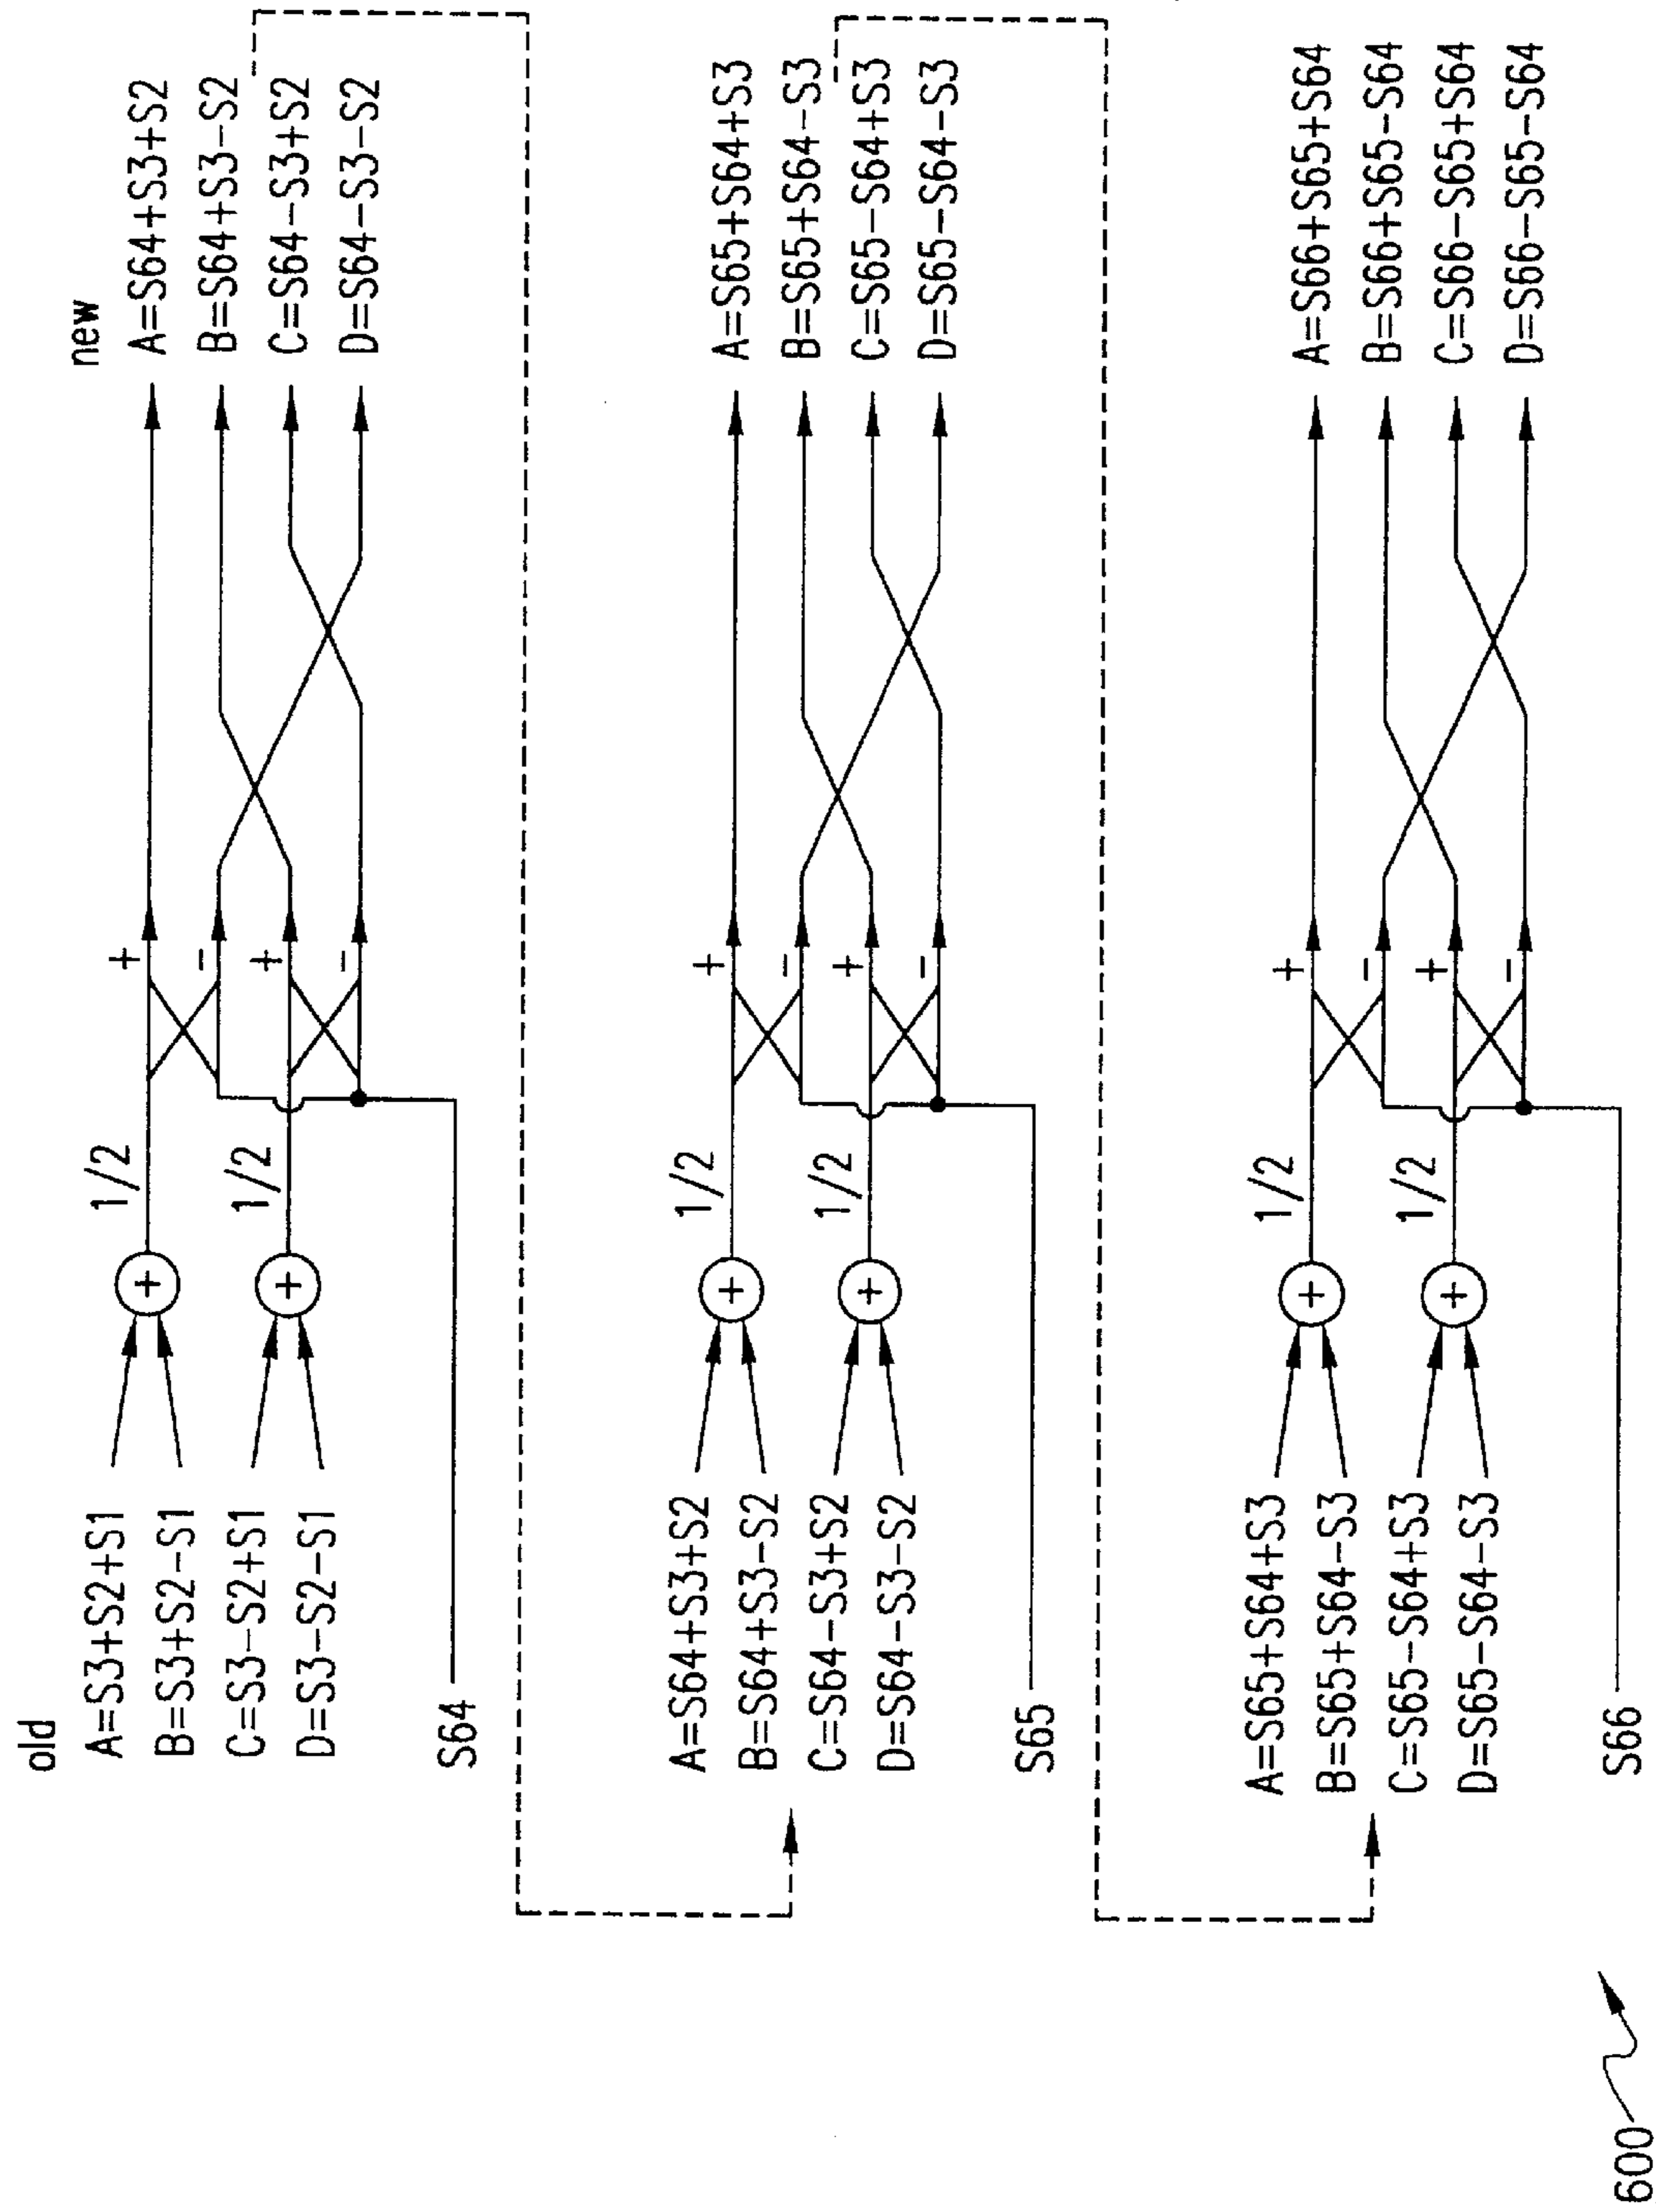 old
A=S3+S2+S1
B=S3+S2-S1
C=S3-S2+S1
D=S3-S2-S1
S64
+
+
1/2
1/2
+
-
+
-
new
A=S64+S3+S2
B=S64+S3-S2
C=S64-S3+S2
D=S64-S3-S2
A=S64+S3+S2
B=S64+S3-S2
C=S64-S3+S2
D=S64-S3-S2
S65
+
+
1/2
1/2
+
-
+
-
A=S65+S64+S3
B=S65+S64-S3
C=S65-S64+S3
D=S65-S64-S3
A=S65+S64+S3
B=S65+S64-S3
C=S65-S64+S3
D=S65-S64-S3
S66
+
+
1/2
1/2
+
-
+
-
A=S66+S65+S64
B=S66+S65-S64
C=S66-S65+S64
D=S66-S65-S64
600